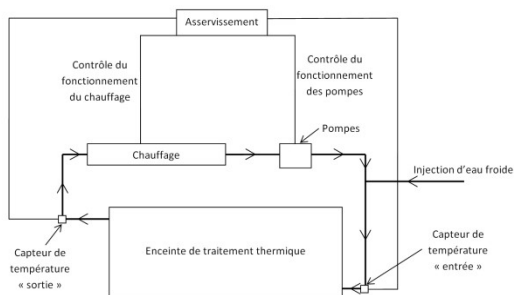 Asservissement
Contrôle du
fonctionnement
du chauffage
Contrôle du
fonctionnement
des pompes
Pompes
Chauffage
Injection d'eau froide
Enceinte de traitement thermique
Capteur de
température
« sortie »
Capteur de
température
« entrée »